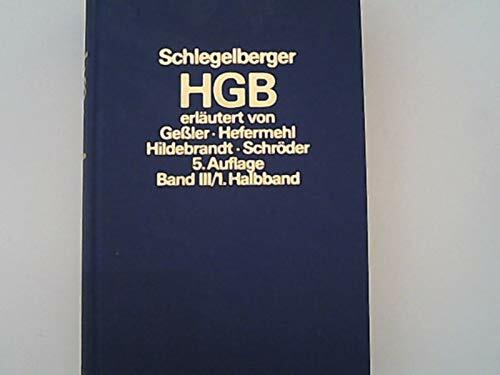 Schlegelberger
HGB
erläutert von
Geßler · Hefermehl
Hildebrandt · Schröder
5. Auflage
Band III/1. Halbband